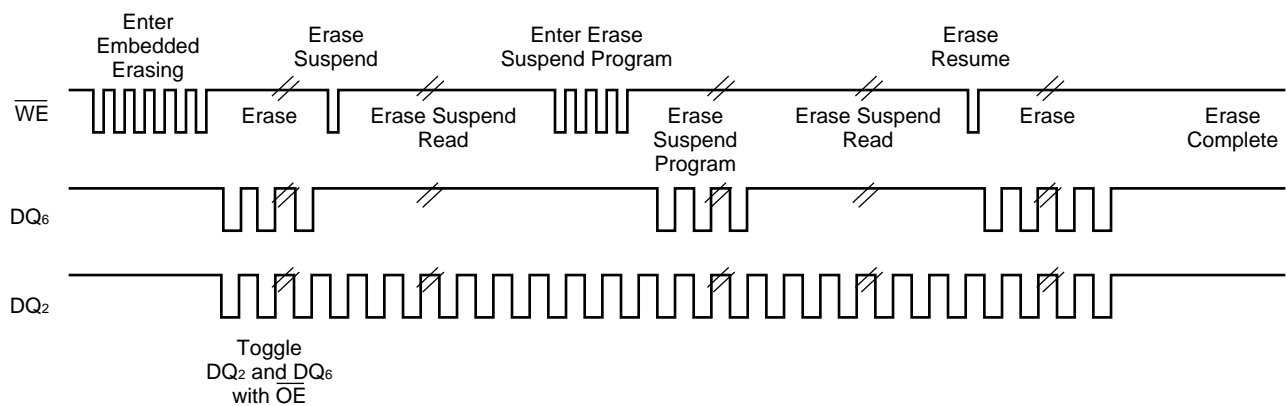 Enter
Embedded
Erasing
Erase
Suspend
Enter Erase
Suspend Program
Erase
Resume
WE
Erase
Erase Suspend
Read
Erase
Suspend
Program
Erase Suspend
Read
Erase
Erase
Complete
DQ6
DQ2
Toggle
DQ2 and DQ6
with OE